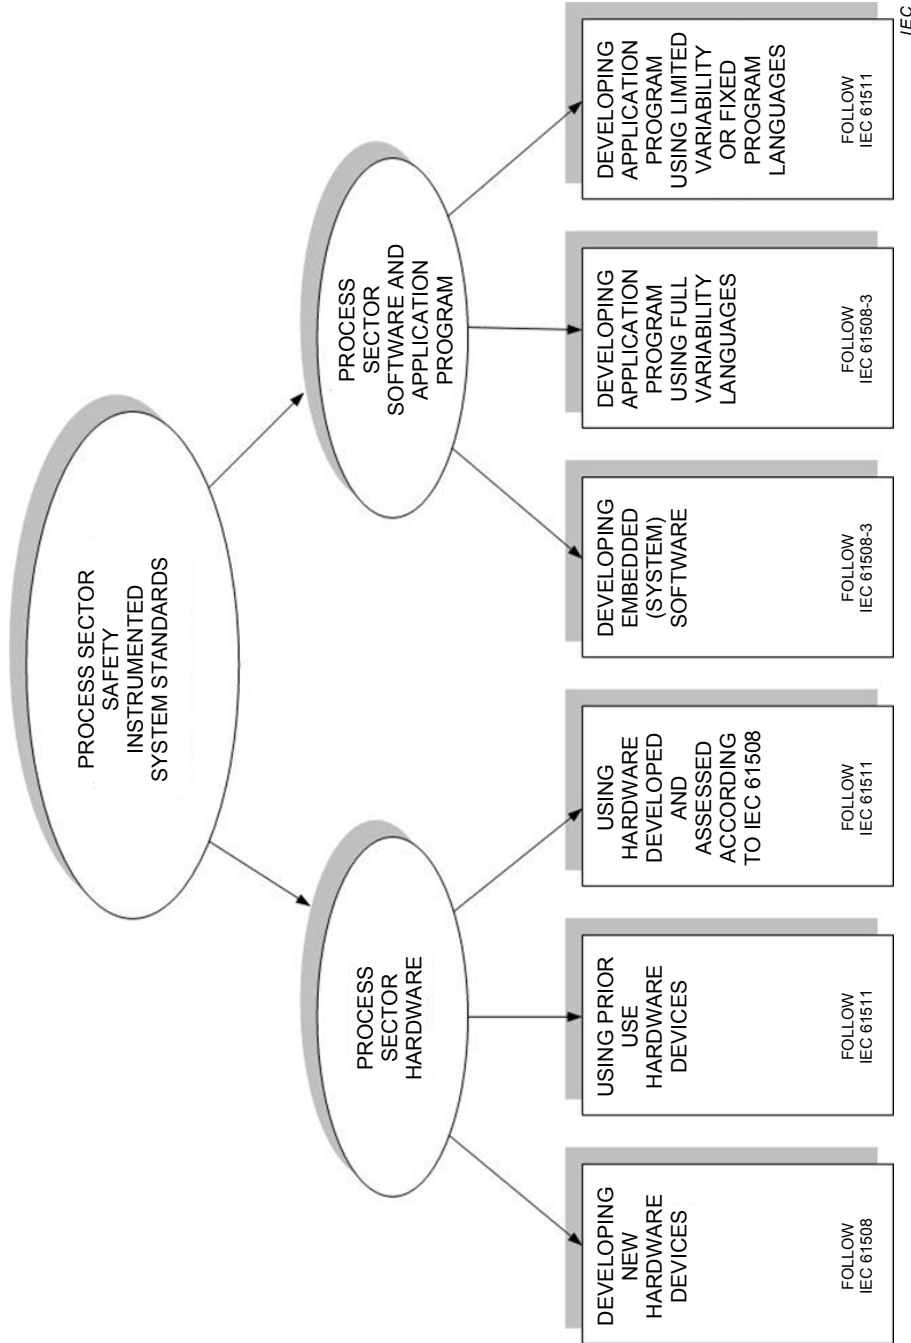 PROCESS SECTOR
SAFETY
INSTRUMENTED
SYSTEM STANDARDS
PROCESS
SECTOR
HARDWARE
PROCESS
SECTOR
SOFTWARE AND
APPLICATION
PROGRAM
DEVELOPING
NEW
HARDWARE
DEVICES
FOLLOW
IEC 61508
USING PRIOR
USE
HARDWARE
DEVICES
FOLLOW
IEC 61511
USING
HARDWARE
DEVELOPED
AND
ASSESSED
ACCORDING
TO IEC 61508
FOLLOW
IEC 61511
DEVELOPING
EMBEDDED
(SYSTEM)
SOFTWARE
FOLLOW
IEC 61508-3
DEVELOPING
APPLICATION
PROGRAM
USING FULL
VARIABILITY
LANGUAGES
FOLLOW
IEC 61508-3
DEVELOPING
APPLICATION
PROGRAM
USING LIMITED
VARIABILITY
OR FIXED
PROGRAM
LANGUAGES
FOLLOW
IEC 61511
IEC